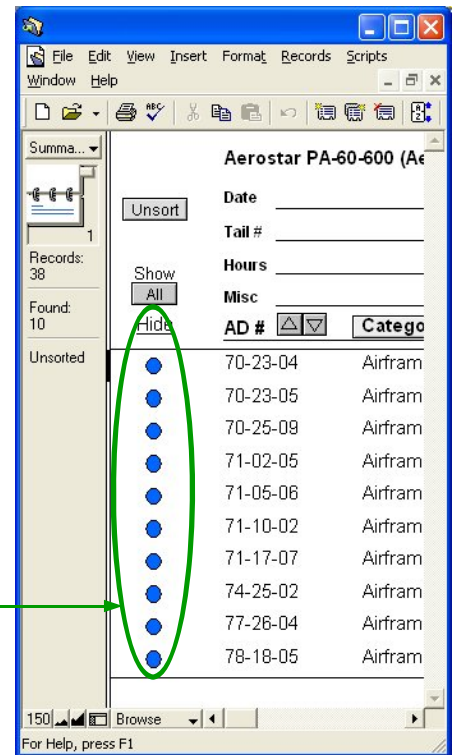 File Edit View Insert Format Records Scripts
Window Help
ABC
Summa...
1
Records:
38
Found:
10
Unsorted
Aerostar PA-60-600 (Ae
Unsort
Date
Tail #
Hours
Show
All
Misc
Hide
AD # Catego
70-23-04 Airfram
70-23-05 Airfram
70-25-09 Airfram
71-02-05 Airfram
71-05-06 Airfram
71-10-02 Airfram
71-17-07 Airfram
74-25-02 Airfram
77-26-04 Airfram
78-18-05 Airfram
150 Browse
For Help, press F1